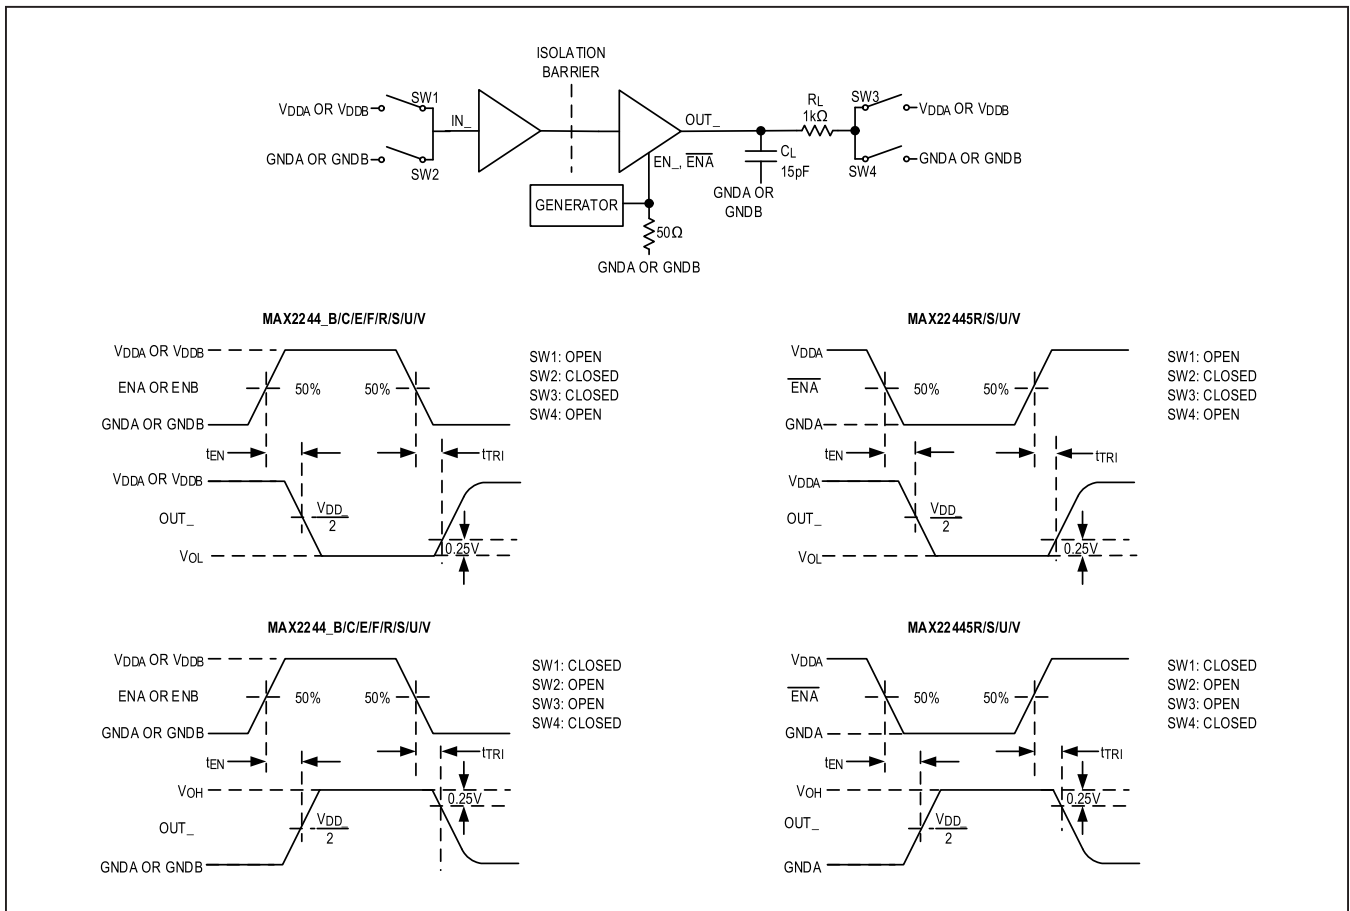 ISOLATION
BARRIER
VDDA OR VDDB
SW1
IN_
OUT_
RL
1kΩ
SW3
VDDA OR VDDB
GNDA OR GNDB
SW2
EN_, E̅N̅A̅
CL
15pF
SW4
GNDA OR GNDB
GENERATOR
GNDA OR
GNDB
50Ω
GNDA OR GNDB
MAX2244_B/C/E/F/R/S/U/V
VDDA OR VDDB
ENA OR ENB
50%
50%
GNDA OR GNDB
tEN
tTRI
VDDA OR VDDB
OUT_
VDD_
2
VOL
0.25V
SW1: OPEN
SW2: CLOSED
SW3: CLOSED
SW4: OPEN
MAX22445R/S/U/V
VDDA
E̅N̅A̅
50%
50%
GNDA
tEN
tTRI
VDDA
OUT_
VDD_
2
VOL
0.25V
SW1: OPEN
SW2: CLOSED
SW3: CLOSED
SW4: OPEN
MAX2244_B/C/E/F/R/S/U/V
VDDA OR VDDB
ENA OR ENB
50%
50%
GNDA OR GNDB
tEN
tTRI
VOH
0.25V
OUT_
VDD_
2
GNDA OR GNDB
SW1: CLOSED
SW2: OPEN
SW3: OPEN
SW4: CLOSED
MAX22445R/S/U/V
VDDA
E̅N̅A̅
50%
50%
GNDA
tEN
tTRI
VOH
0.25V
OUT_
VDD_
2
GNDA
SW1: CLOSED
SW2: OPEN
SW3: OPEN
SW4: CLOSED